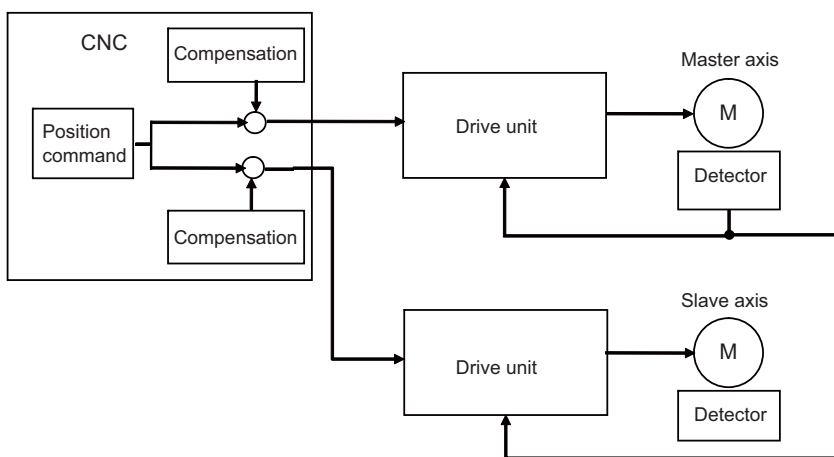 CNC
Compensation
Position
command
Compensation
Drive unit
Master axis
M
Detector
Drive unit
Slave axis
M
Detector